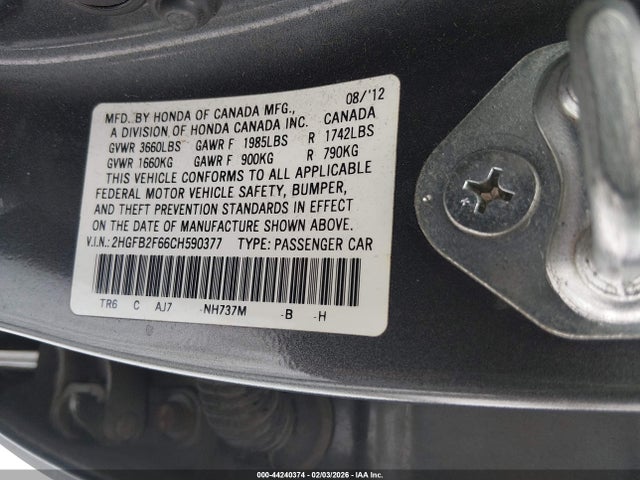 MFD. BY HONDA OF CANADA MFG., 08/'12
A DIVISION OF HONDA CANADA INC. CANADA
GVWR 3660LBS GAWR F 1985LBS R 1742LBS
GVWR 1660KG GAWR F 900KG R 790KG
THIS VEHICLE CONFORMS TO ALL APPLICABLE
FEDERAL MOTOR VEHICLE SAFETY, BUMPER,
AND THEFT PREVENTION STANDARDS IN EFFECT
ON THE DATE OF MANUFACTURE SHOWN ABOVE.
V.I.N.: 2HGFB2F66CH590377 TYPE: PASSENGER CAR
TR6 C AJ7 -NH737M -B -H
000-44240374 | 02/03/2026 - IAA, Inc.